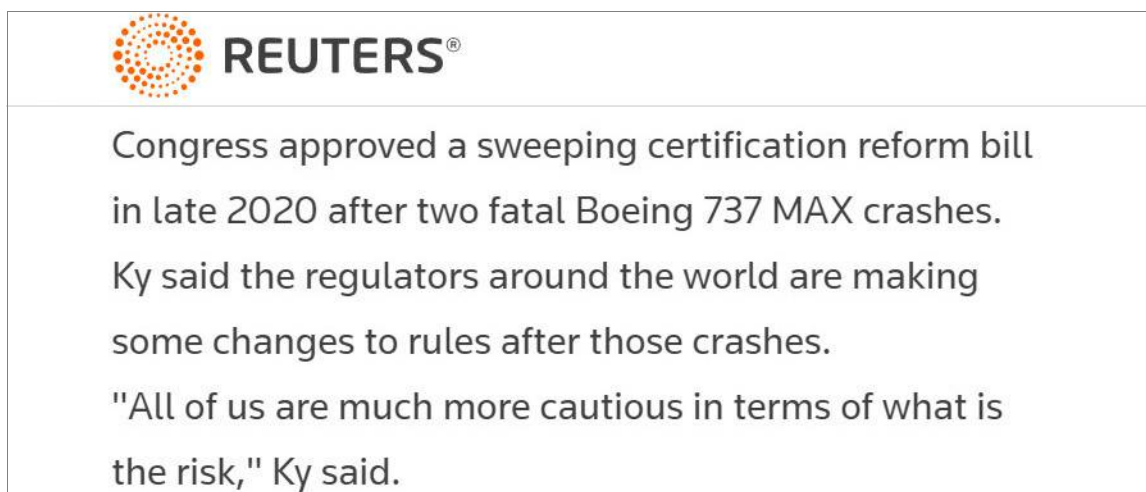 REUTERS®
Congress approved a sweeping certification reform bill
in late 2020 after two fatal Boeing 737 MAX crashes.
Ky said the regulators around the world are making
some changes to rules after those crashes.
"All of us are much more cautious in terms of what is
the risk," Ky said.